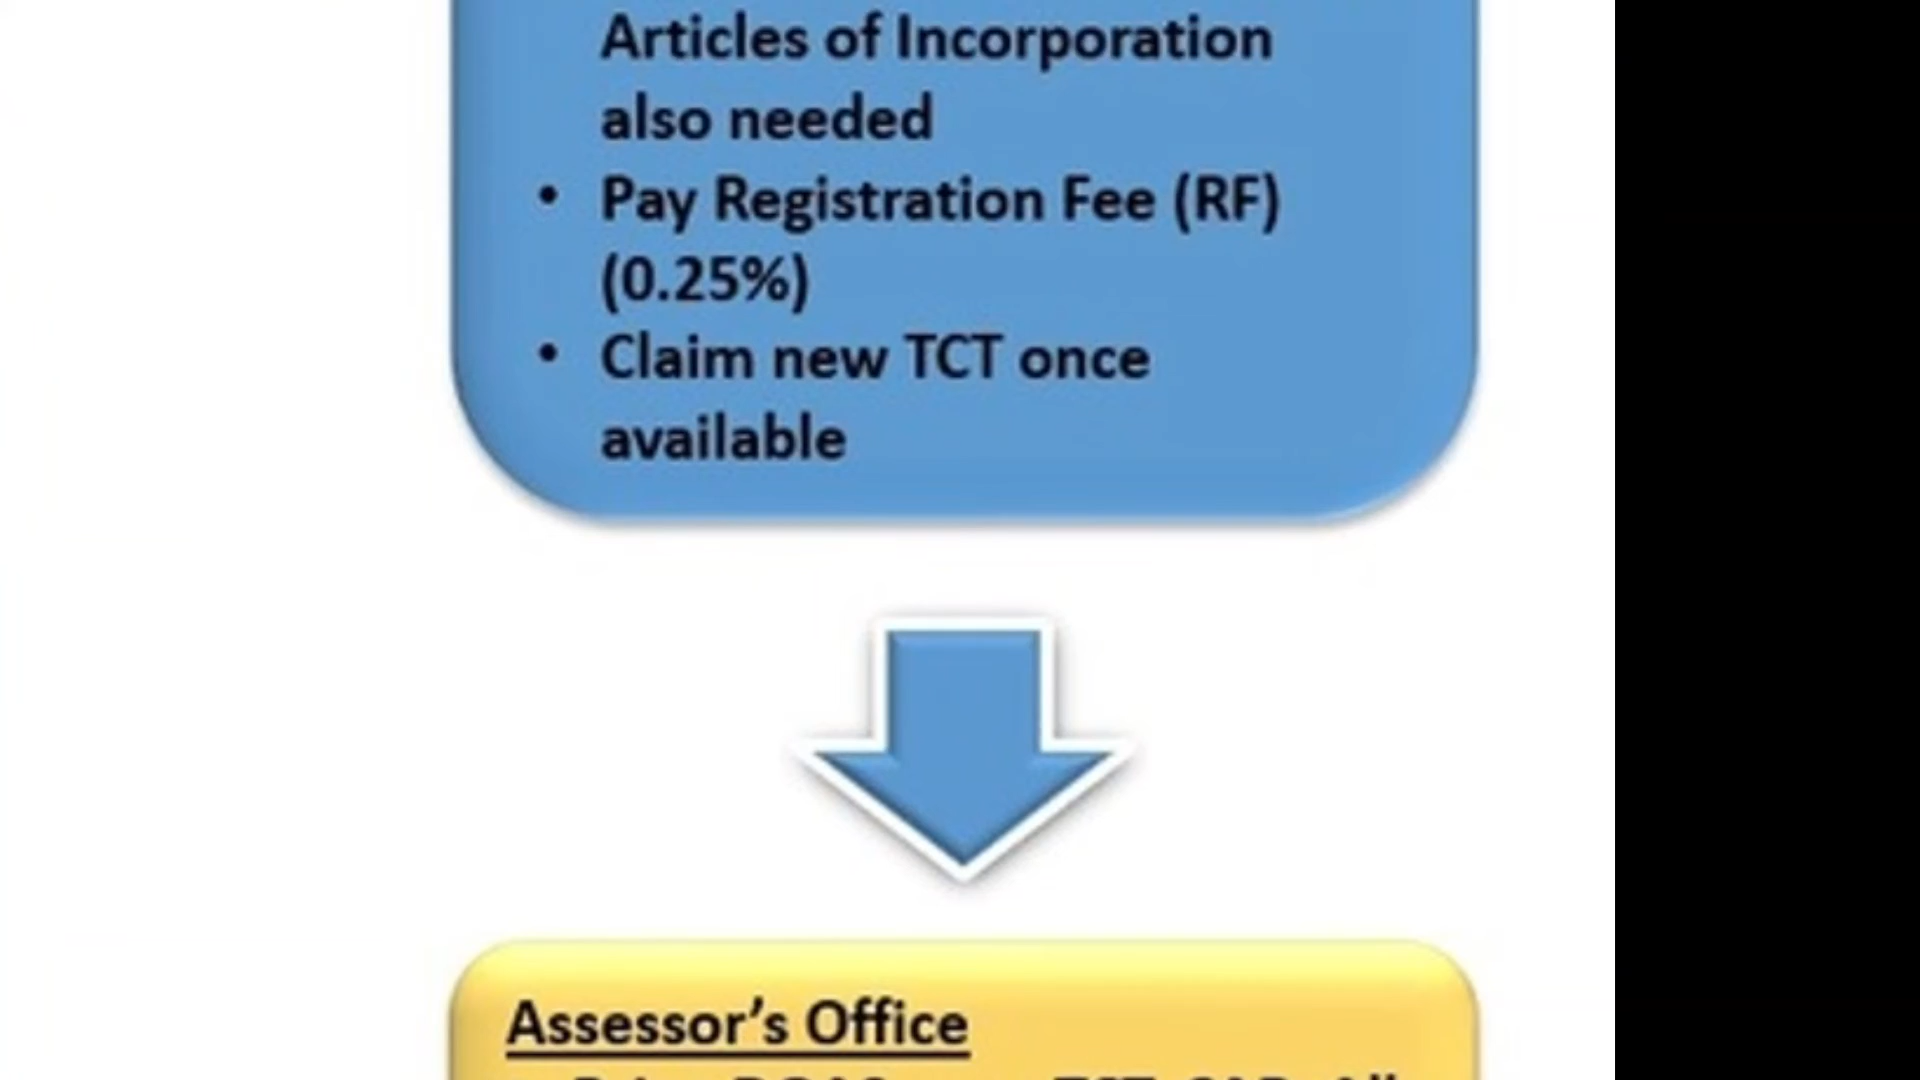 Articles of Incorporation
also needed
• Pay Registration Fee (RF)
(0.25%)
• Claim new TCT once
available
Assessor's Office